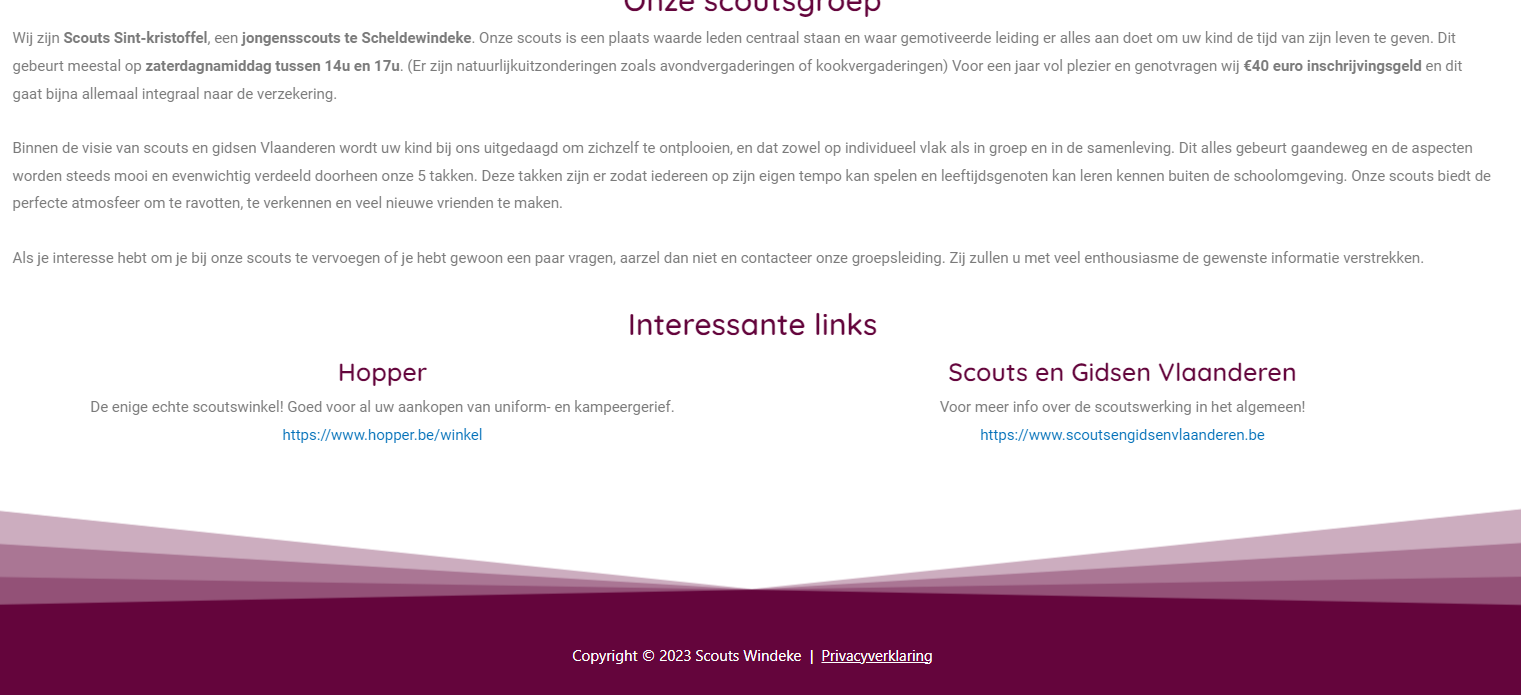 Onze scoutsgroep
Wij zijn Scouts Sint-kristoffel, een jongensscouts te Scheldewindeke. Onze scouts is een plaats waarde leden centraal staan en waar gemotiveerde leiding er alles aan doet om uw kind de tijd van zijn leven te geven. Dit
gebeurt meestal op zaterdagnamiddag tussen 14u en 17u. (Er zijn natuurlijkuitzonderingen zoals avondvergaderingen of kookvergaderingen) Voor een jaar vol plezier en genotvragen wij €40 euro inschrijvingsgeld en dit
gaat bijna allemaal integraal naar de verzekering.
Binnen de visie van scouts en gidsen Vlaanderen wordt uw kind bij ons uitgedaagd om zichzelf te ontplooien, en dat zowel op individueel vlak als in groep en in de samenleving. Dit alles gebeurt gaandeweg en de aspecten
worden steeds mooi en evenwichtig verdeeld doorheen onze 5 takken. Deze takken zijn er zodat iedereen op zijn eigen tempo kan spelen en leeftijdsgenoten kan leren kennen buiten de schoolomgeving. Onze scouts biedt de
perfecte atmosfeer om te ravotten, te verkennen en veel nieuwe vrienden te maken.
Als je interesse hebt om je bij onze scouts te vervoegen of je hebt gewoon een paar vragen, aarzel dan niet en contacteer onze groepsleiding. Zij zullen u met veel enthousiasme de gewenste informatie verstrekken.
Interessante links
Hopper
De enige echte scoutswinkel! Goed voor al uw aankopen van uniform- en kampeergerief.
https://www.hopper.be/winkel
Scouts en Gidsen Vlaanderen
Voor meer info over de scoutswerking in het algemeen!
https://www.scoutsengidsenvlaanderen.be
Copyright © 2023 Scouts Windeke | Privacyverklaring